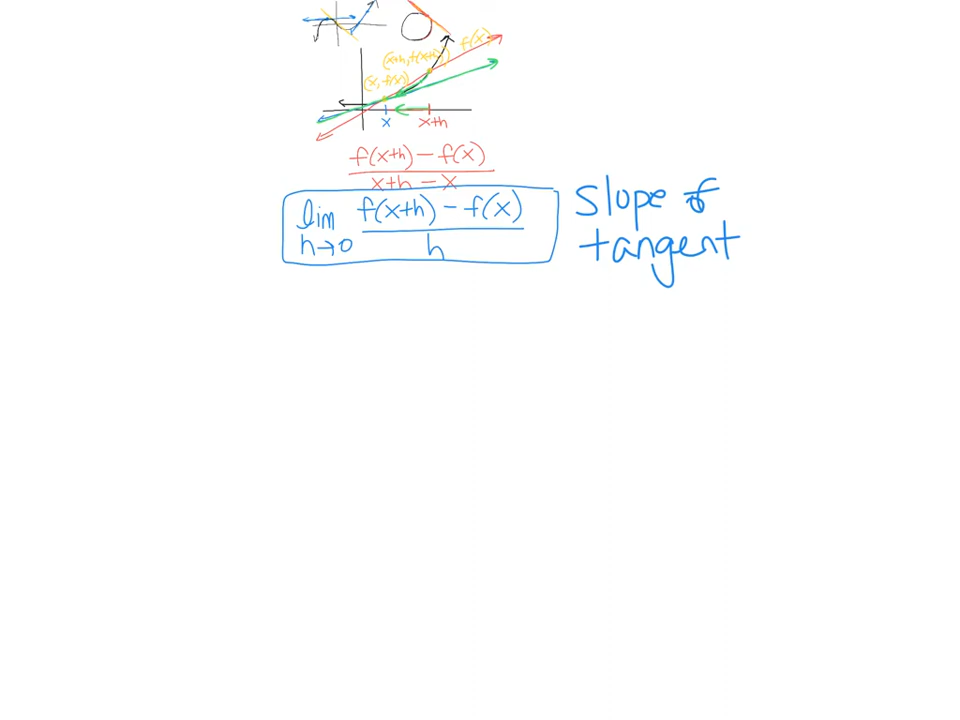 f(x)
(x+h, f(x+h))
(x, f(x))
x x+h
f(x+h) - f(x)
x+h - x
lim f(x+h) - f(x)
h→0 h
Slope of
tangent